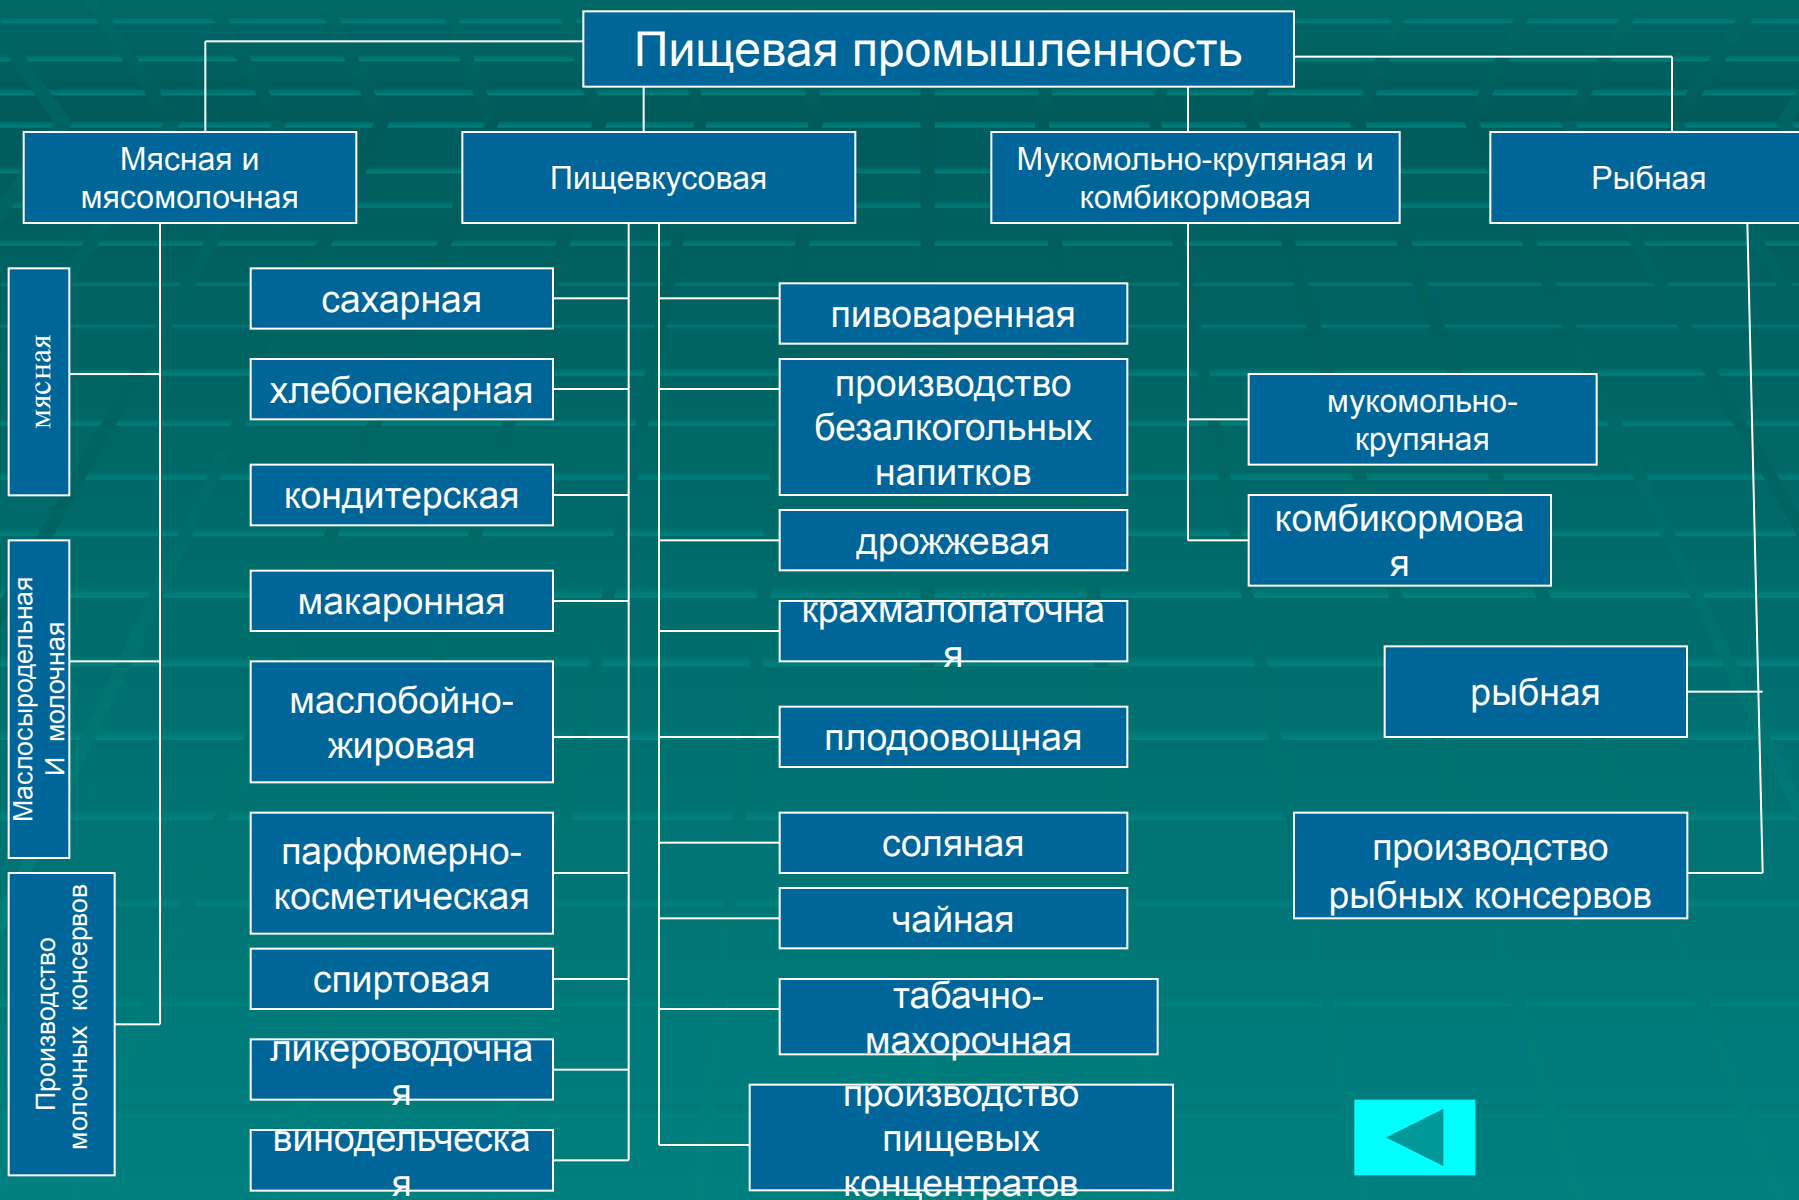 Пищевая промышленность
Мясная и
мясомолочная
Пищевкусовая
Мукомольно-крупяная и
комбикормовая
Рыбная
мясная
Маслосыродельная
И молочная
Производство
молочных консервов
сахарная
хлебопекарная
кондитерская
макаронная
маслобойно-
жировая
парфюмерно-
косметическая
спиртовая
ликероводочна
я
винодельческа
я
пивоваренная
производство
безалкогольных
напитков
дрожжевая
крахмалопаточна
я
плодоовощная
соляная
чайная
табачно-
махорочная
производство
пищевых
концентратов
мукомольно-
крупяная
комбикормова
я
рыбная
производство
рыбных консервов